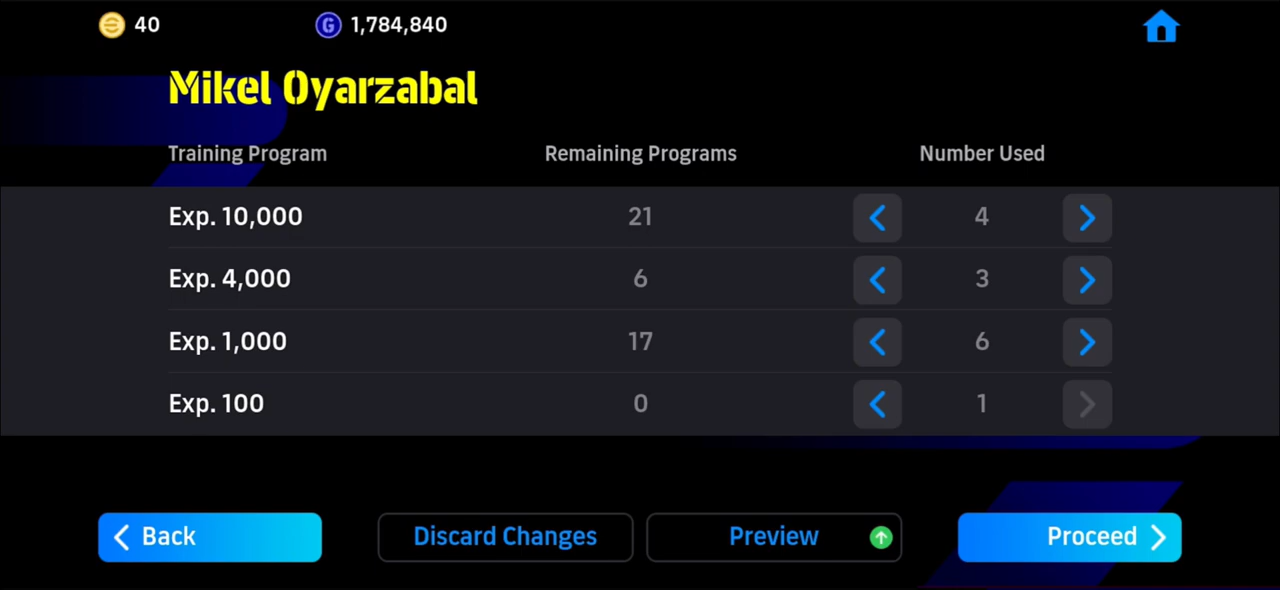 40 G 1,784,840
Mikel Oyarzabal
Training Program Remaining Programs Number Used
Exp. 10,000 21 4
Exp. 4,000 6 3
Exp. 1,000 17 6
Exp. 100 0 1
Back Discard Changes Preview Proceed